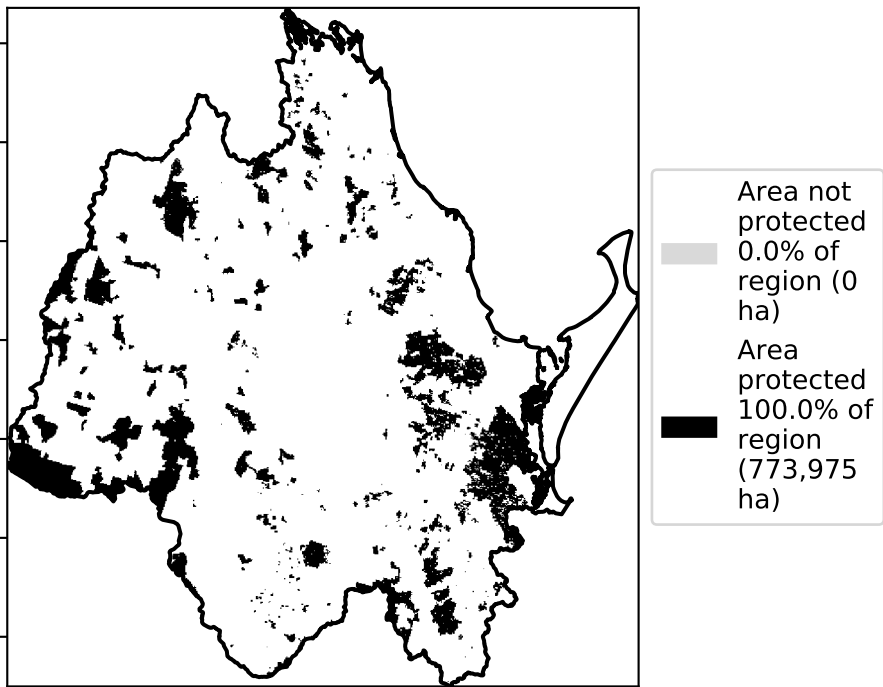 Area not
protected
0.0% of
region (0
ha)
Area
protected
100.0% of
region
(773,975
ha)